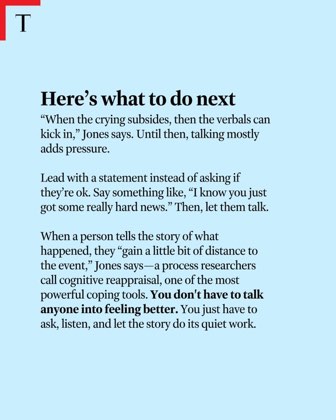 T
Here’s what to do next
“When the crying subsides, then the verbals can
kick in,” Jones says. Until then, talking mostly
adds pressure.
Lead with a statement instead of asking if
they’re ok. Say something like, “I know you just
got some really hard news.” Then, let them talk.
When a person tells the story of what
happened, they “gain a little bit of distance to
the event,” Jones says—a process researchers
call cognitive reappraisal, one of the most
powerful coping tools. You don't have to talk
anyone into feeling better. You just have to
ask, listen, and let the story do its quiet work.